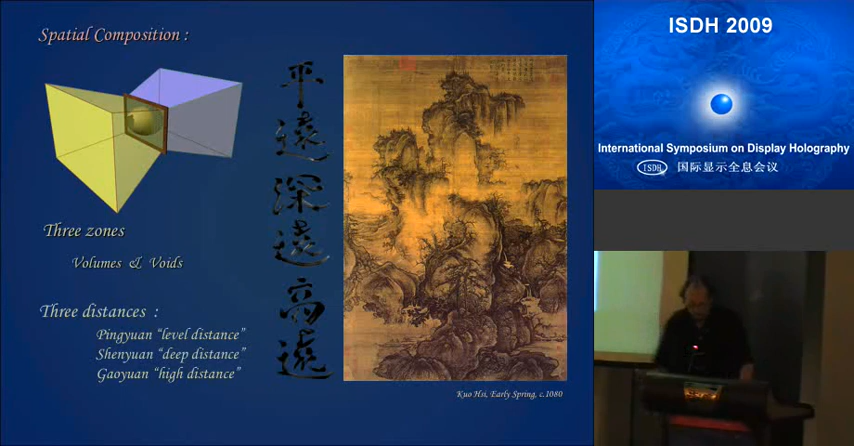 Spatial Composition :
Three zones
Volumes & Voids
Three distances :
Pingyuan “level distance”
Shenyuan “deep distance”
Gaoyuan “high distance”
平遠深遠高遠
Kuo Hsi, Early Spring, c.1080
ISDH 2009
International Symposium on Display Holography
ISDH 国际显示全息会议